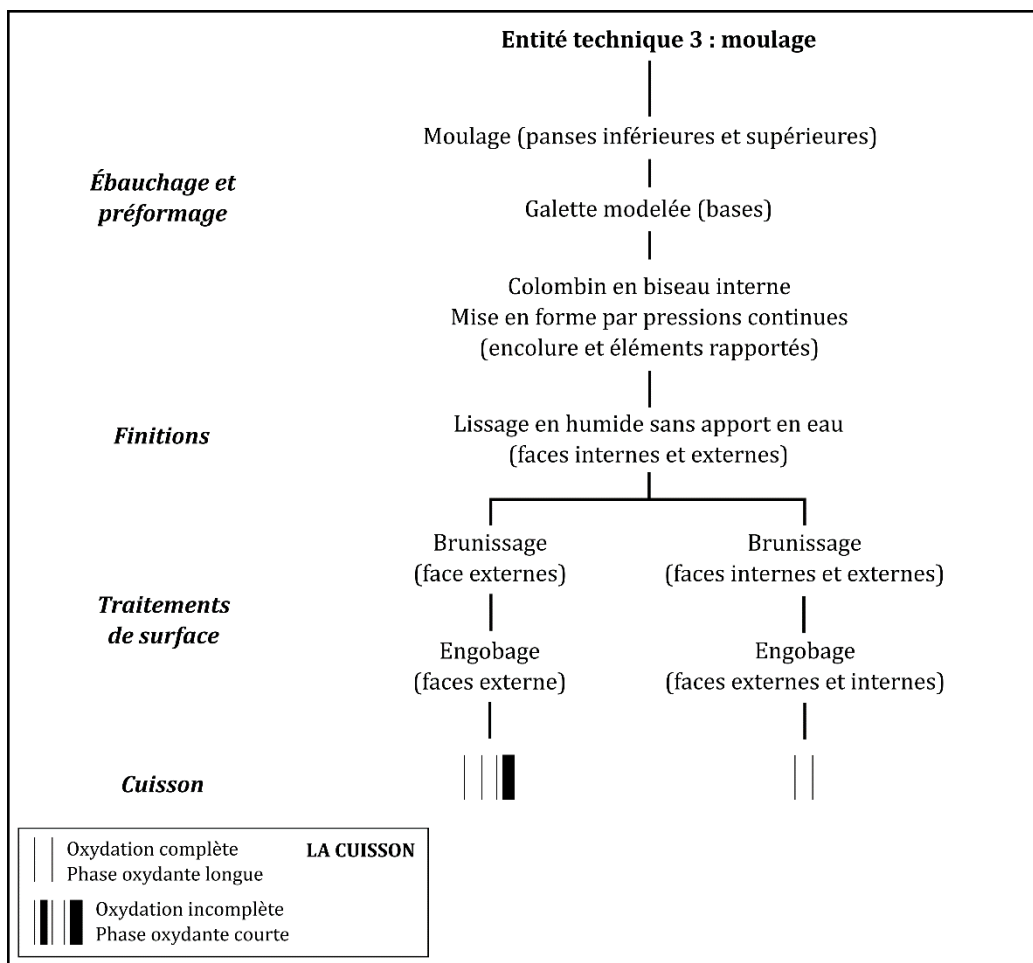 Entité technique 3 : moulage
Moulage (panses inférieures et supérieures)
Ébauchage et
préformage
Galette modelée (bases)
Colombin en biseau interne
Mise en forme par pressions continues
(encolure et éléments rapportés)
Finitions
Lissage en humide sans apport en eau
(faces internes et externes)
Brunissage
(face externes)
Brunissage
(faces internes et externes)
Traitements
de surface
Engobage
(faces externe)
Engobage
(faces externes et internes)
Cuisson
LA CUISSON
Oxydation complète
Phase oxydante longue
Oxydation incomplète
Phase oxydante courte